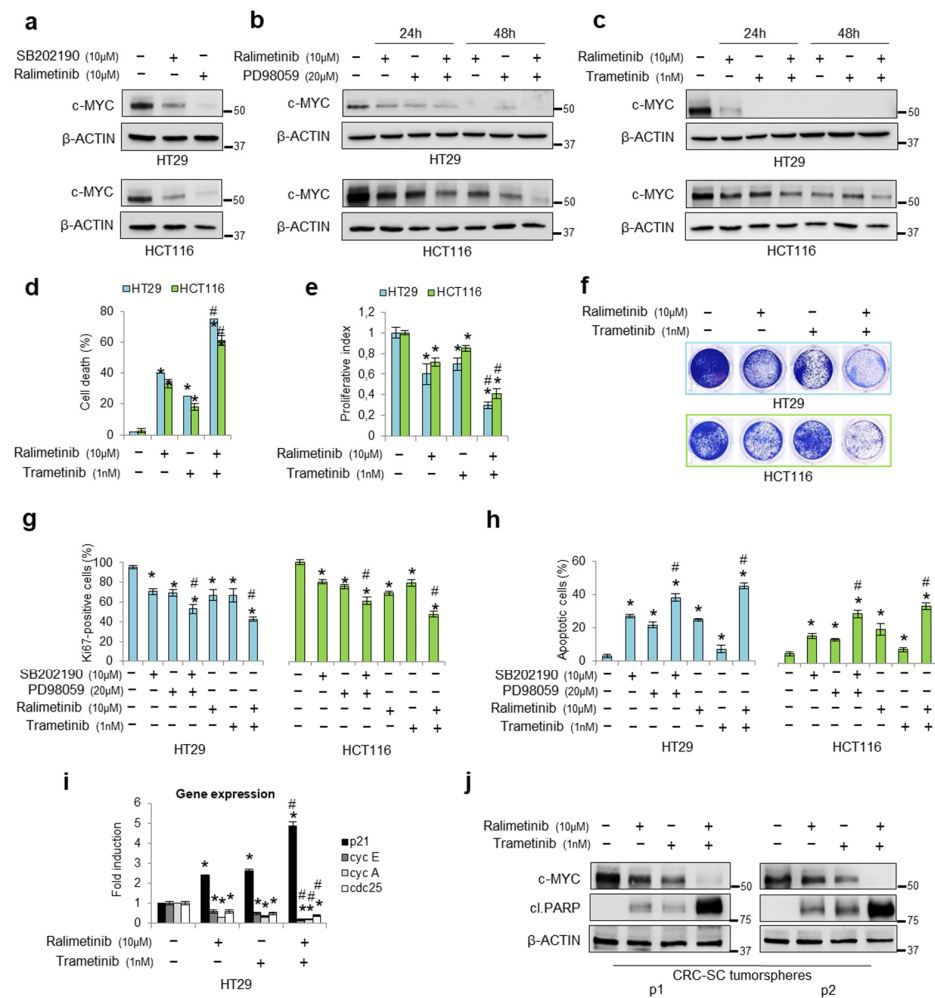 a
SB202190 (10µM) – + –
Ralimetinib (10µM) – – +
c-MYC
50
β-ACTIN
37
HT29
c-MYC
50
β-ACTIN
37
HCT116
b
24h 48h
Ralimetinib (10µM) – + – + + – +
PD98059 (20µM) – – + + – + +
c-MYC
50
β-ACTIN
37
HT29
c-MYC
50
β-ACTIN
37
HCT116
c
24h 48h
Ralimetinib (10µM) – + – + + – +
Trametinib (1nM) – – + + – + +
c-MYC
50
β-ACTIN
37
HT29
c-MYC
50
β-ACTIN
37
HCT116
d
HT29 HCT116
Cell death (%)
80
60
40
20
0
* * * * # * # *
Ralimetinib (10µM) – + – +
Trametinib (1nM) – – + +
e
HT29 HCT116
Proliferative index
1,2
1
0,8
0,6
0,4
0,2
0
* * * * # * # *
Ralimetinib (10µM) – + – +
Trametinib (1nM) – – + +
f
Ralimetinib (10µM) – + – +
Trametinib (1nM) – – + +
HT29
HCT116
g
Ki67-positive cells (%)
100
80
60
40
20
0
* * # * * * # *
* * # * * * # *
SB202190 (10µM) – + – + – – – – + – + – – –
PD98059 (20µM) – – + + – – – – – + + – – –
Ralimetinib (10µM) – – – – + – + – – – – + – +
Trametinib (1nM) – – – – – + + – – – – – + +
HT29 HCT116
h
Apoptotic cells (%)
60
40
20
0
* * # * * * # *
* * # * * * # *
SB202190 (10µM) – + – + – – – – + – + – – –
PD98059 (20µM) – – + + – – – – – + + – – –
Ralimetinib (10µM) – – – – + – + – – – – + – +
Trametinib (1nM) – – – – – + + – – – – – + +
HT29 HCT116
i
Gene expression
Fold induction
6
5
4
3
2
1
0
p21
cyc E
cyc A
cdc25
* *** * *** # * ### ***
Ralimetinib (10µM) – + – +
Trametinib (1nM) – – + +
HT29
j
Ralimetinib (10µM) – + – + – + – +
Trametinib (1nM) – – + + – – + +
c-MYC
50 50
cl.PARP
75 75
β-ACTIN
37 37
CRC-SC tumorspheres
p1 p2